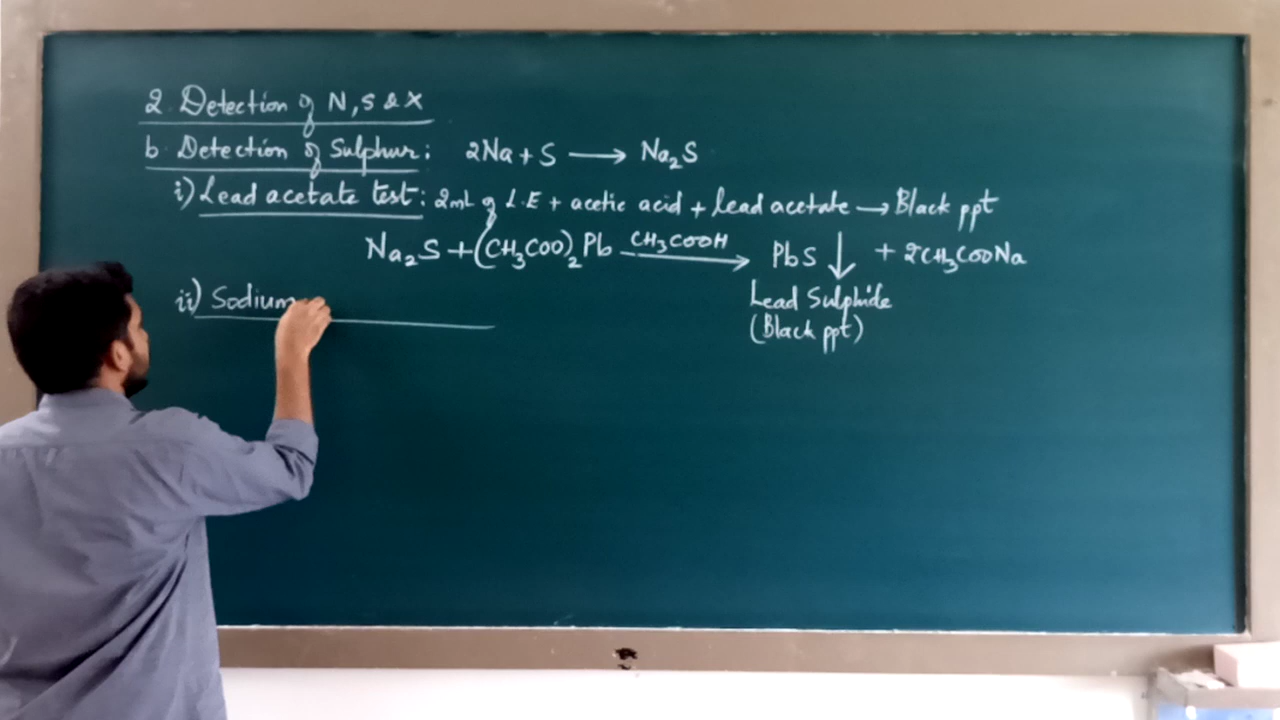 2. Detection of N, S & X
b. Detection of Sulphur: 2Na + S ⟶ Na₂S
i) Lead acetate test: 2mL of L.E + acetic acid + lead acetate ⟶ Black ppt
Na₂S + (CH₃COO)₂Pb —CH₃COOH⟶ PbS ↓ + 2CH₃COONa
Lead Sulphide
(Black ppt)
ii) Sodium